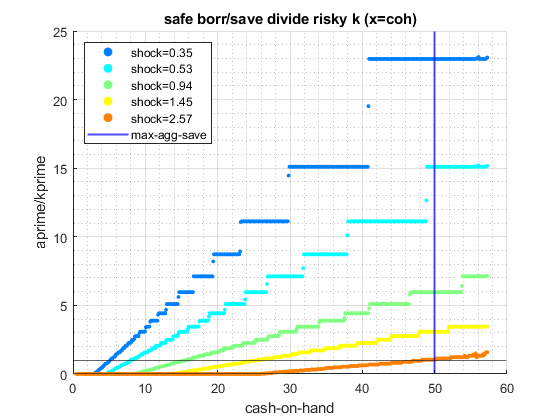 safe borr/save divide risky k (x=coh)
25
20
15
10
5
0
aprime/kprime
shock=0.35
shock=0.53
shock=0.94
shock=1.45
shock=2.57
max-agg-save
0 10 20 30 40 50 60
cash-on-hand